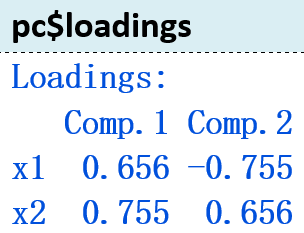 pc$loadings
Loadings:
Comp.1 Comp.2
x1 0.656 -0.755
x2 0.755 0.656